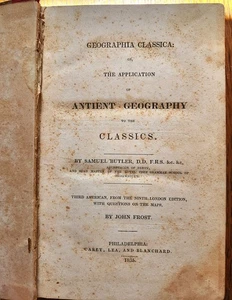 GEOGRAPHIA CLASSICA:
OR,
THE APPLICATION
OF
ANTIENT GEOGRAPHY
TO THE
CLASSICS.
BY SAMUEL BUTLER, D.D. F.H.S. &c. &c.
THIRD AMERICAN, FROM THE NINTH LONDON EDITION,
WITH QUESTIONS ON THE MAPS,
BY JOHN FROST.
PHILADELPHIA:
CAREY, LEA, AND BLANCHARD.